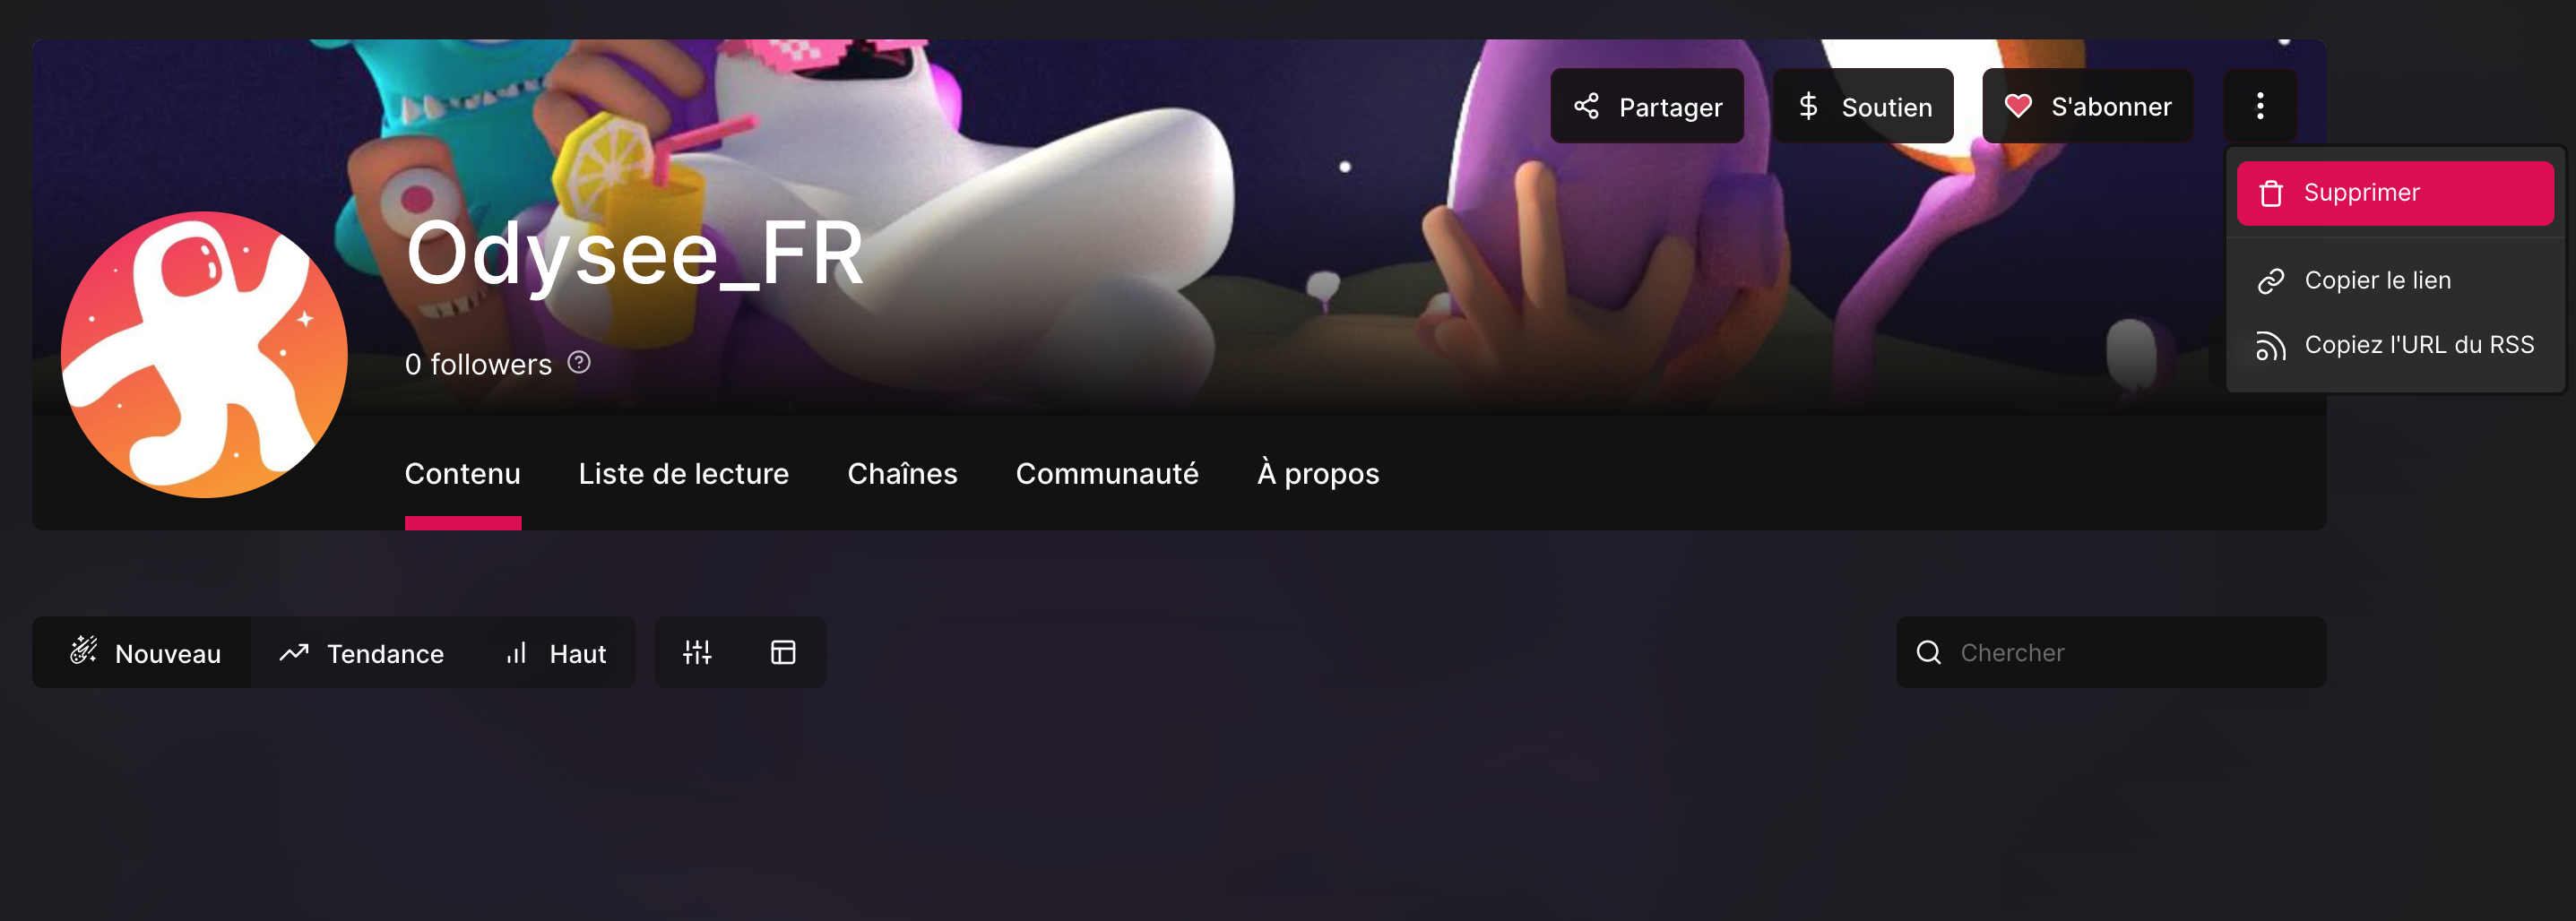 Partager
Soutien
S'abonner
Supprimer
Copier le lien
Copiez l'URL du RSS
Odysee_FR
0 followers
Contenu
Liste de lecture
Chaînes
Communauté
À propos
Nouveau
Tendance
Haut
Chercher